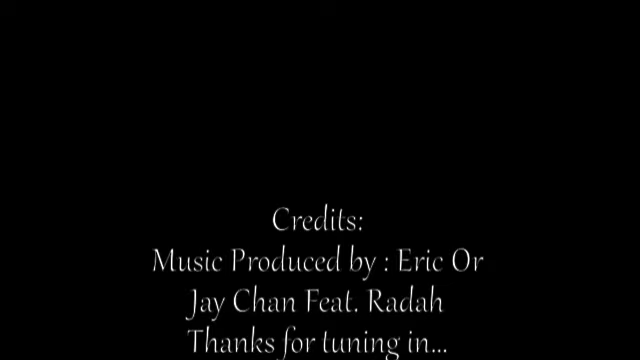 Credits:
Music Produced by : Eric Or
Jay Chan Feat. Radah
Thanks for tuning in...